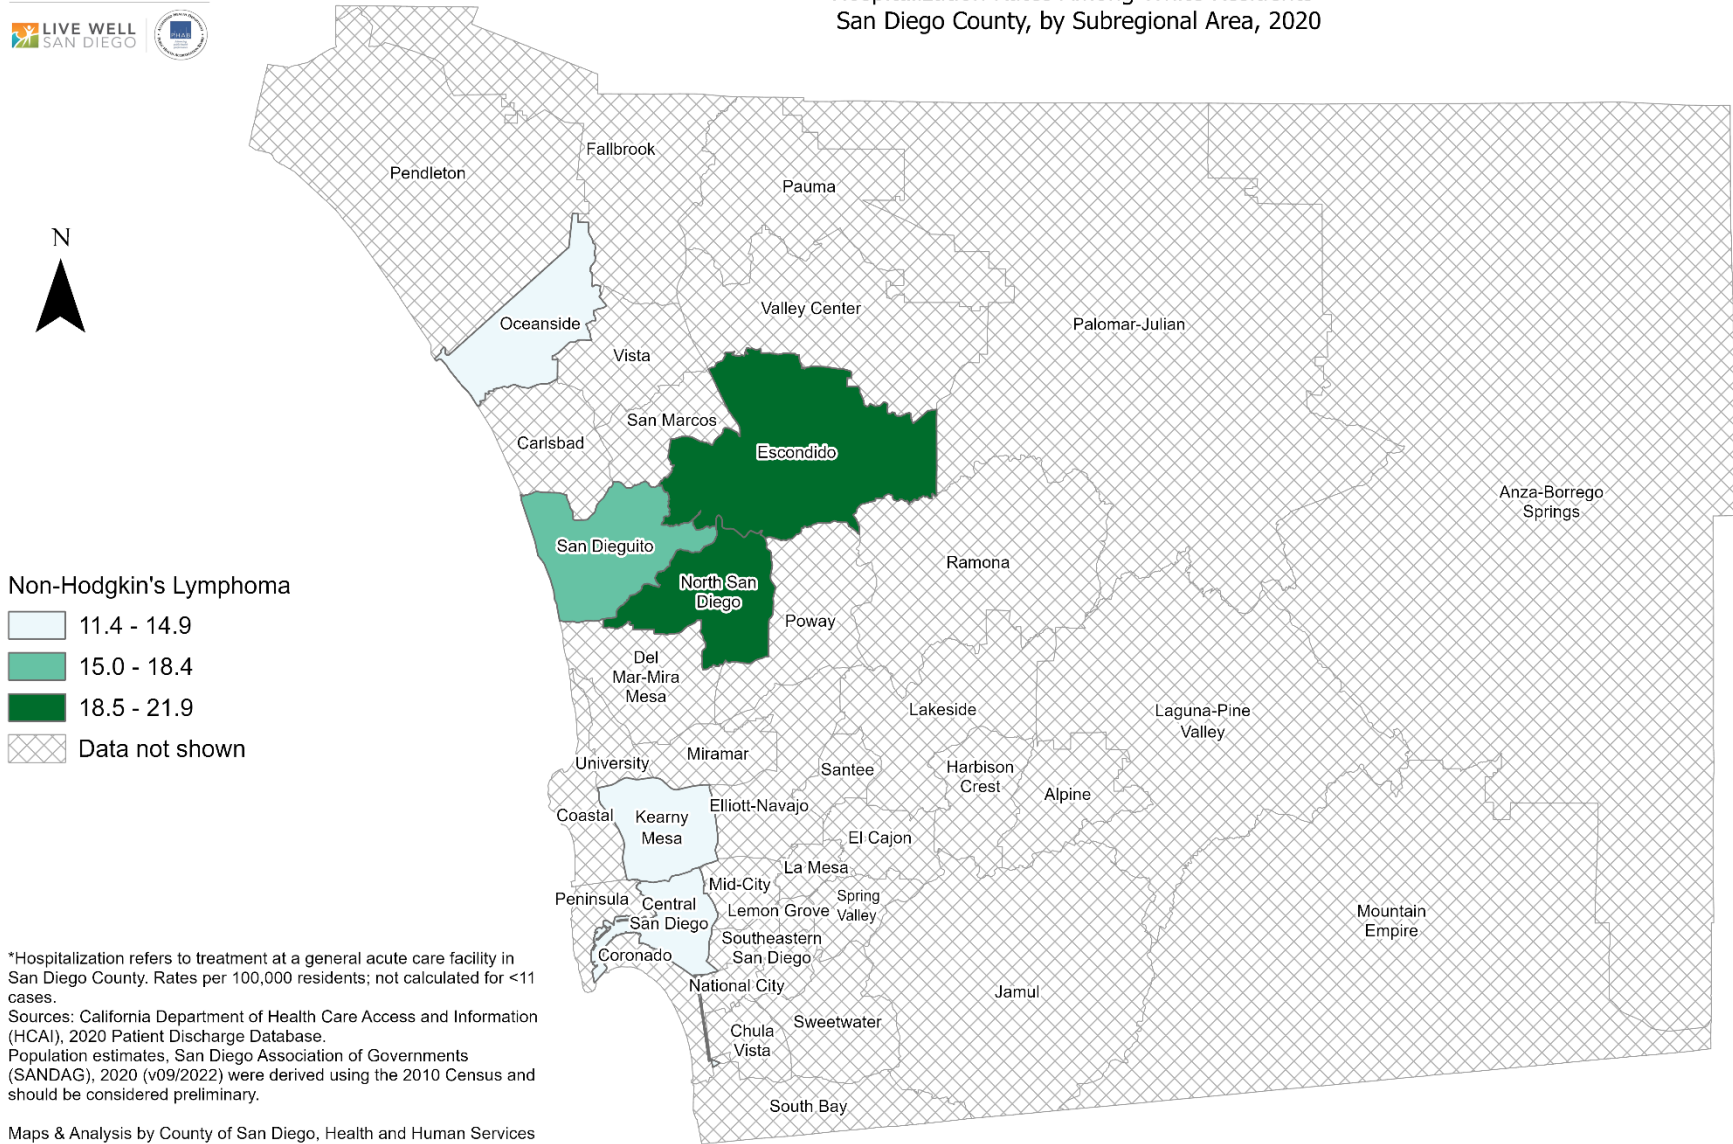 LIVE WELL
SAN DIEGO
PHAB
San Diego County, by Subregional Area, 2020
N
Pendleton
Fallbrook
Pauma
Oceanside
Valley Center
Palomar-Julian
Vista
San Marcos
Carlsbad
Escondido
Anza-Borrego
Springs
San Dieguito
Ramona
North San
Diego
Poway
Del
Mar-Mira
Mesa
Lakeside
Laguna-Pine
Valley
Miramar
University
Santee
Harbison
Crest
Alpine
Coastal
Kearny
Mesa
Elliott-Navajo
El Cajon
La Mesa
Mid-City
Peninsula
Central
San Diego
Lemon Grove
Spring
Valley
Mountain
Empire
Southeastern
San Diego
Coronado
National City
Jamul
Sweetwater
Chula
Vista
South Bay
Non-Hodgkin's Lymphoma
11.4 - 14.9
15.0 - 18.4
18.5 - 21.9
Data not shown
*Hospitalization refers to treatment at a general acute care facility in
San Diego County. Rates per 100,000 residents; not calculated for <11
cases.
Sources: California Department of Health Care Access and Information
(HCAI), 2020 Patient Discharge Database.
Population estimates, San Diego Association of Governments
(SANDAG), 2020 (v09/2022) were derived using the 2010 Census and
should be considered preliminary.
Maps & Analysis by County of San Diego, Health and Human Services